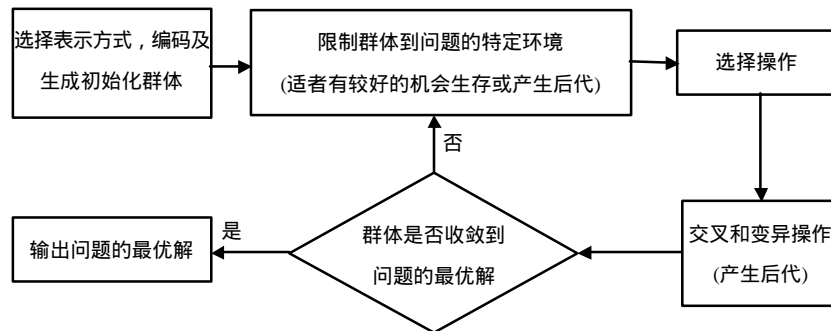 选择表示方式，编码及
生成初始化群体
限制群体到问题的特定环境
(适者有较好的机会生存或产生后代)
选择操作
否
交叉和变异操作
(产生后代)
群体是否收敛到
问题的最优解
是
输出问题的最优解